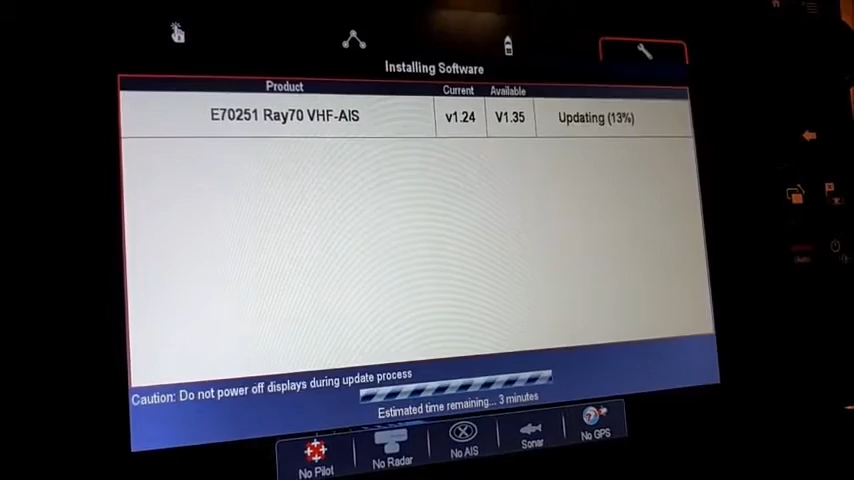 Installing Software
Product Current Available
E70251 Ray70 VHF-AIS v1.24 V1.35 Updating (13%)
Caution: Do not power off displays during update process
Estimated time remaining... 3 minutes
No Pilot No Radar No AIS Sonar No GPS